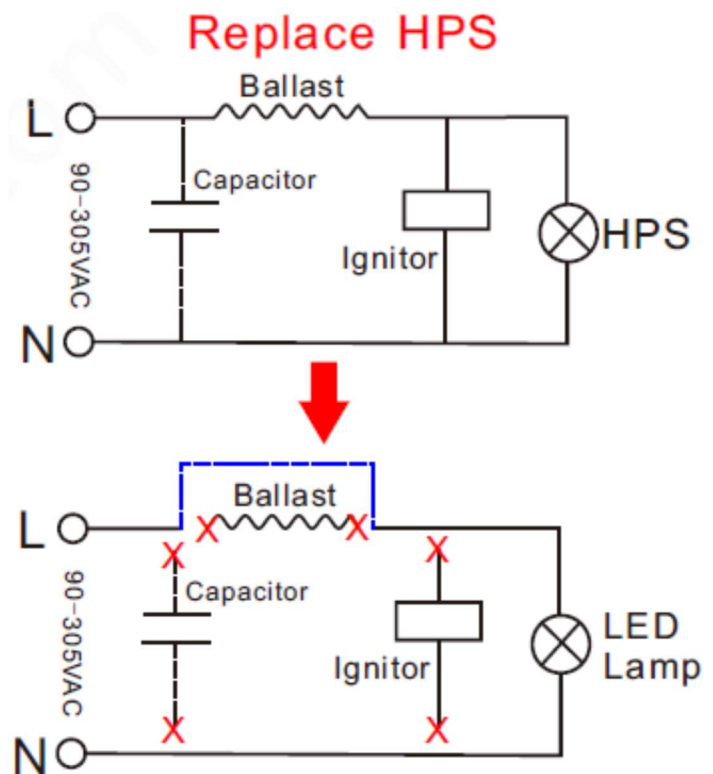 Replace HPS
Ballast
L
Capacitor
90-305VAC
Ignitor
HPS
N
Ballast
L
Capacitor
90-305VAC
Ignitor
LED
Lamp
N